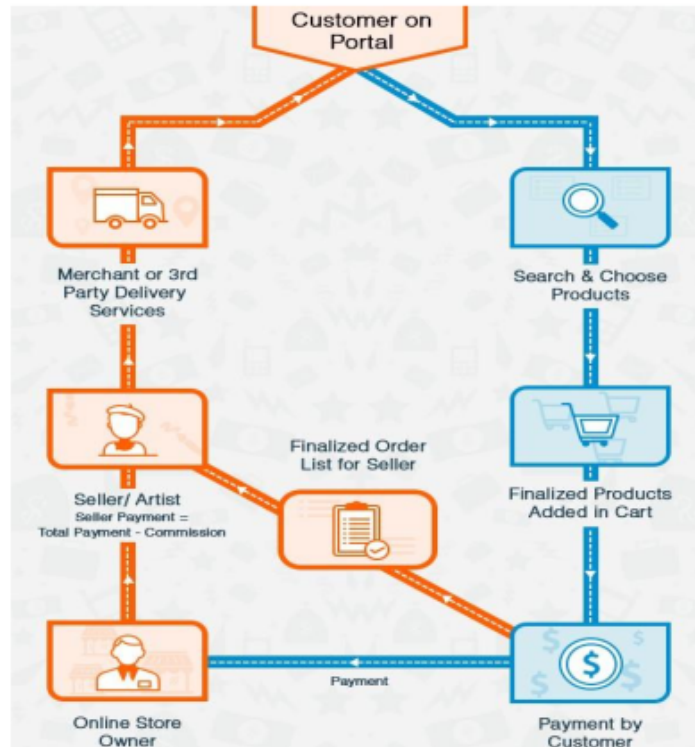 Customer on
Portal
Merchant or 3rd
Party Delivery
Services
Search & Choose
Products
Finalized Order
List for Seller
Seller/ Artist
Seller Payment =
Total Payment - Commission
Finalized Products
Added in Cart
$
$
$
$
$
Payment
Online Store
Owner
Payment by
Customer